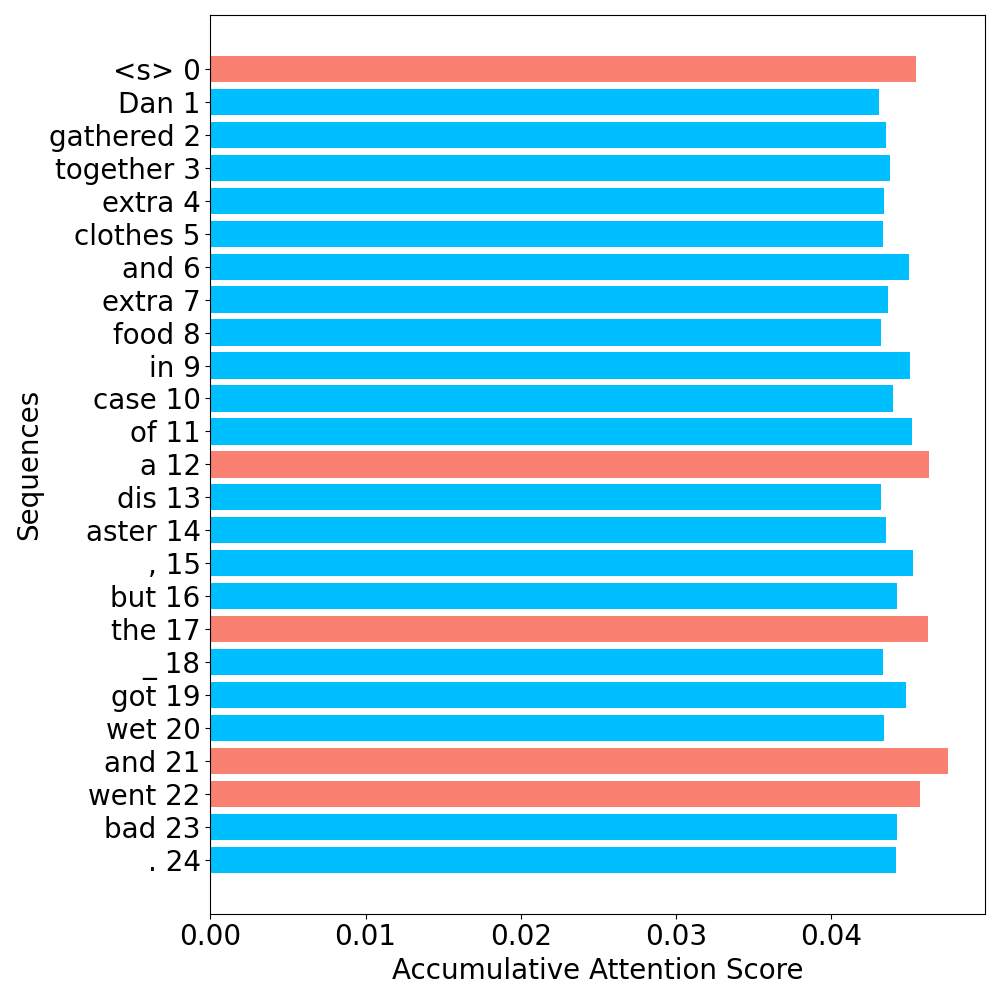 <s> 0
Dan 1
gathered 2
together 3
extra 4
clothes 5
and 6
extra 7
food 8
in 9
case 10
of 11
a 12
dis 13
aster 14
, 15
but 16
the 17
_ 18
got 19
wet 20
and 21
went 22
bad 23
. 24
Sequences
0.00 0.01 0.02 0.03 0.04
Accumulative Attention Score